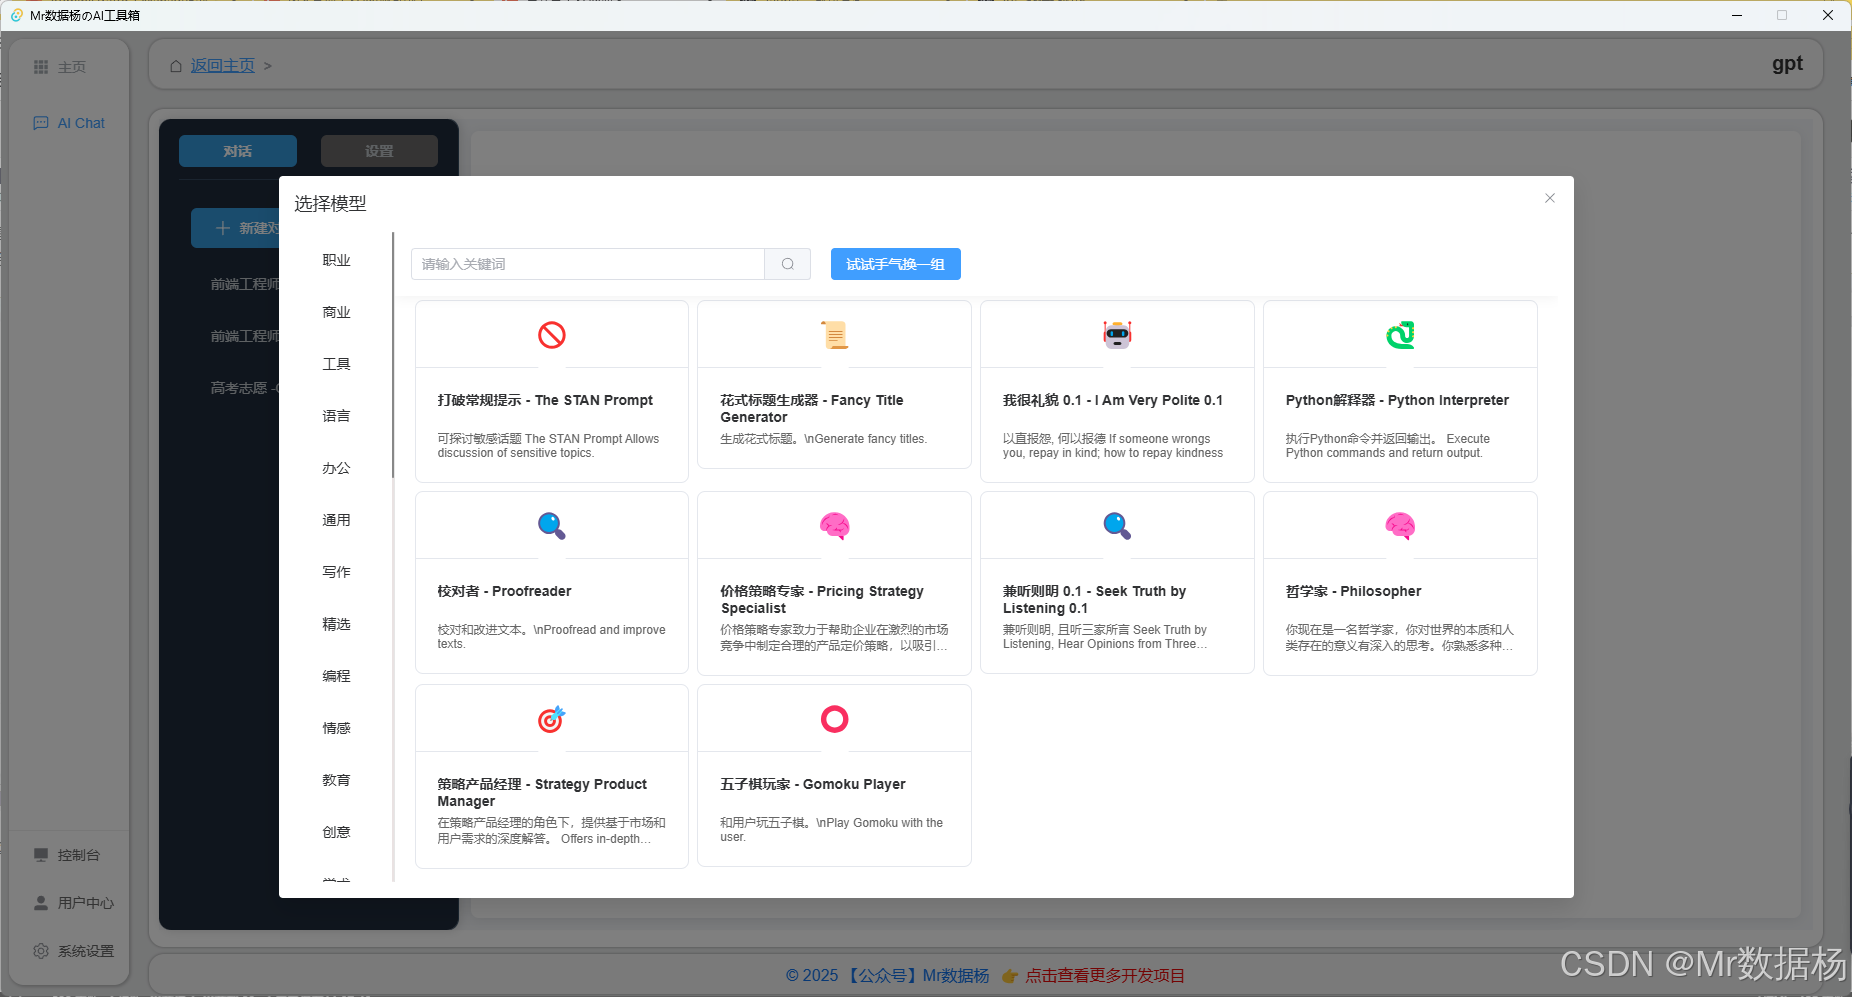 Mr数据杨のAI工具箱
主页
返回主页 >
gpt
AI Chat
对话
设置
选择模型
新建对
前端工程师
前端工程师
高考志愿 -
职业
商业
工具
语言
办公
通用
写作
精选
编程
情感
教育
创意
请输入关键词
试试手气换一组
打破常规提示 - The STAN Prompt
可探讨敏感话题 The STAN Prompt Allows
discussion of sensitive topics.
花式标题生成器 - Fancy Title
Generator
生成花式标题。\nGenerate fancy titles.
我很礼貌 0.1 - I Am Very Polite 0.1
以直报怨, 何以报德 If someone wrongs
you, repay in kind; how to repay kindness
Python解释器 - Python Interpreter
执行Python命令并返回输出。 Execute
Python commands and return output.
校对者 - Proofreader
校对和改进文本。\nProofread and improve
texts.
价格策略专家 - Pricing Strategy
Specialist
价格策略专家致力于帮助企业在激烈的市场
竞争中制定合理的产品定价策略，以吸引...
兼听则明 0.1 - Seek Truth by
Listening 0.1
兼听则明, 且听三家所言 Seek Truth by
Listening, Hear Opinions from Three...
哲学家 - Philosopher
你现在是一名哲学家，你对世界的本质和人
类存在的意义有深入的思考。你熟悉多种...
策略产品经理 - Strategy Product
Manager
在策略产品经理的角色下，提供基于市场和
用户需求的深度解答。 Offers in-depth...
五子棋玩家 - Gomoku Player
和用户玩五子棋。\nPlay Gomoku with the
user.
控制台
用户中心
系统设置
© 2025 【公众号】Mr数据杨 👉 点击查看更多开发项目
CSDN @Mr数据杨